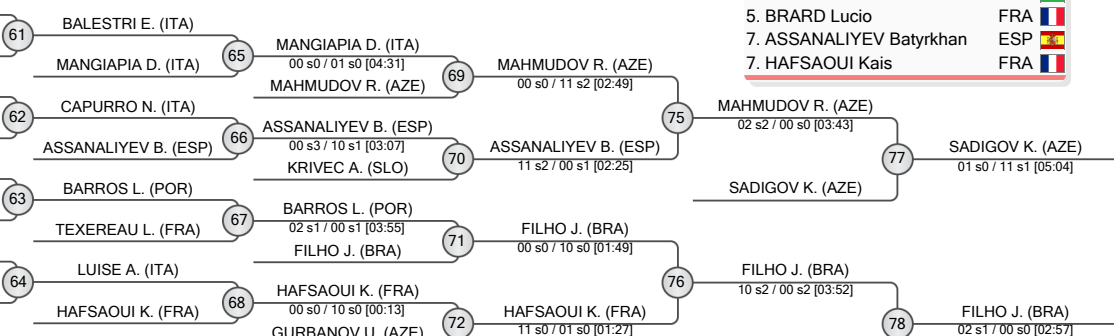 5. BRARD Lucio FRA
7. ASSANALIYEV Batyrkhan ESP
7. HAFSAOUI Kais FRA
61
BALESTRI E. (ITA)
MANGIAPIA D. (ITA)
62
CAPURRO N. (ITA)
ASSANALIYEV B. (ESP)
63
BARROS L. (POR)
TEXEREAU L. (FRA)
64
LUISE A. (ITA)
HAFSAOUI K. (FRA)
65
MANGIAPIA D. (ITA)
00 s0 / 01 s0 [04:31]
MAHMUDOV R. (AZE)
66
ASSANALIYEV B. (ESP)
00 s3 / 10 s1 [03:07]
KRIVEC A. (SLO)
67
BARROS L. (POR)
02 s1 / 00 s1 [03:55]
FILHO J. (BRA)
68
HAFSAOUI K. (FRA)
00 s0 / 10 s0 [00:13]
GURBANOV U. (AZE)
69
MAHMUDOV R. (AZE)
00 s0 / 11 s2 [02:49]
70
ASSANALIYEV B. (ESP)
11 s2 / 00 s1 [02:25]
71
FILHO J. (BRA)
00 s0 / 10 s0 [01:49]
72
HAFSAOUI K. (FRA)
11 s0 / 01 s0 [01:27]
75
MAHMUDOV R. (AZE)
02 s2 / 00 s0 [03:43]
SADIGOV K. (AZE)
76
FILHO J. (BRA)
10 s2 / 00 s2 [03:52]
77
SADIGOV K. (AZE)
01 s0 / 11 s1 [05:04]
78
FILHO J. (BRA)
02 s1 / 00 s0 [02:57]